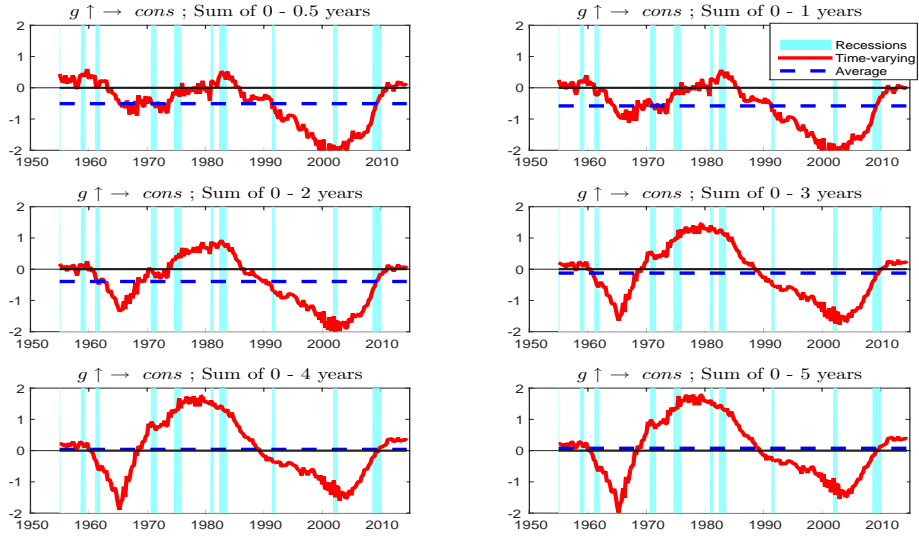 g ↑ → cons ; Sum of 0 - 0.5 years
2
1
0
-1
-2
1950 1960 1970 1980 1990 2000 2010
g ↑ → cons ; Sum of 0 - 1 years
2
1
0
-1
-2
1950 1960 1970 1980 1990 2000 2010
Recessions
Time-varying
Average
g ↑ → cons ; Sum of 0 - 2 years
2
1
0
-1
-2
1950 1960 1970 1980 1990 2000 2010
g ↑ → cons ; Sum of 0 - 3 years
2
1
0
-1
-2
1950 1960 1970 1980 1990 2000 2010
g ↑ → cons ; Sum of 0 - 4 years
2
1
0
-1
-2
1950 1960 1970 1980 1990 2000 2010
g ↑ → cons ; Sum of 0 - 5 years
2
1
0
-1
-2
1950 1960 1970 1980 1990 2000 2010